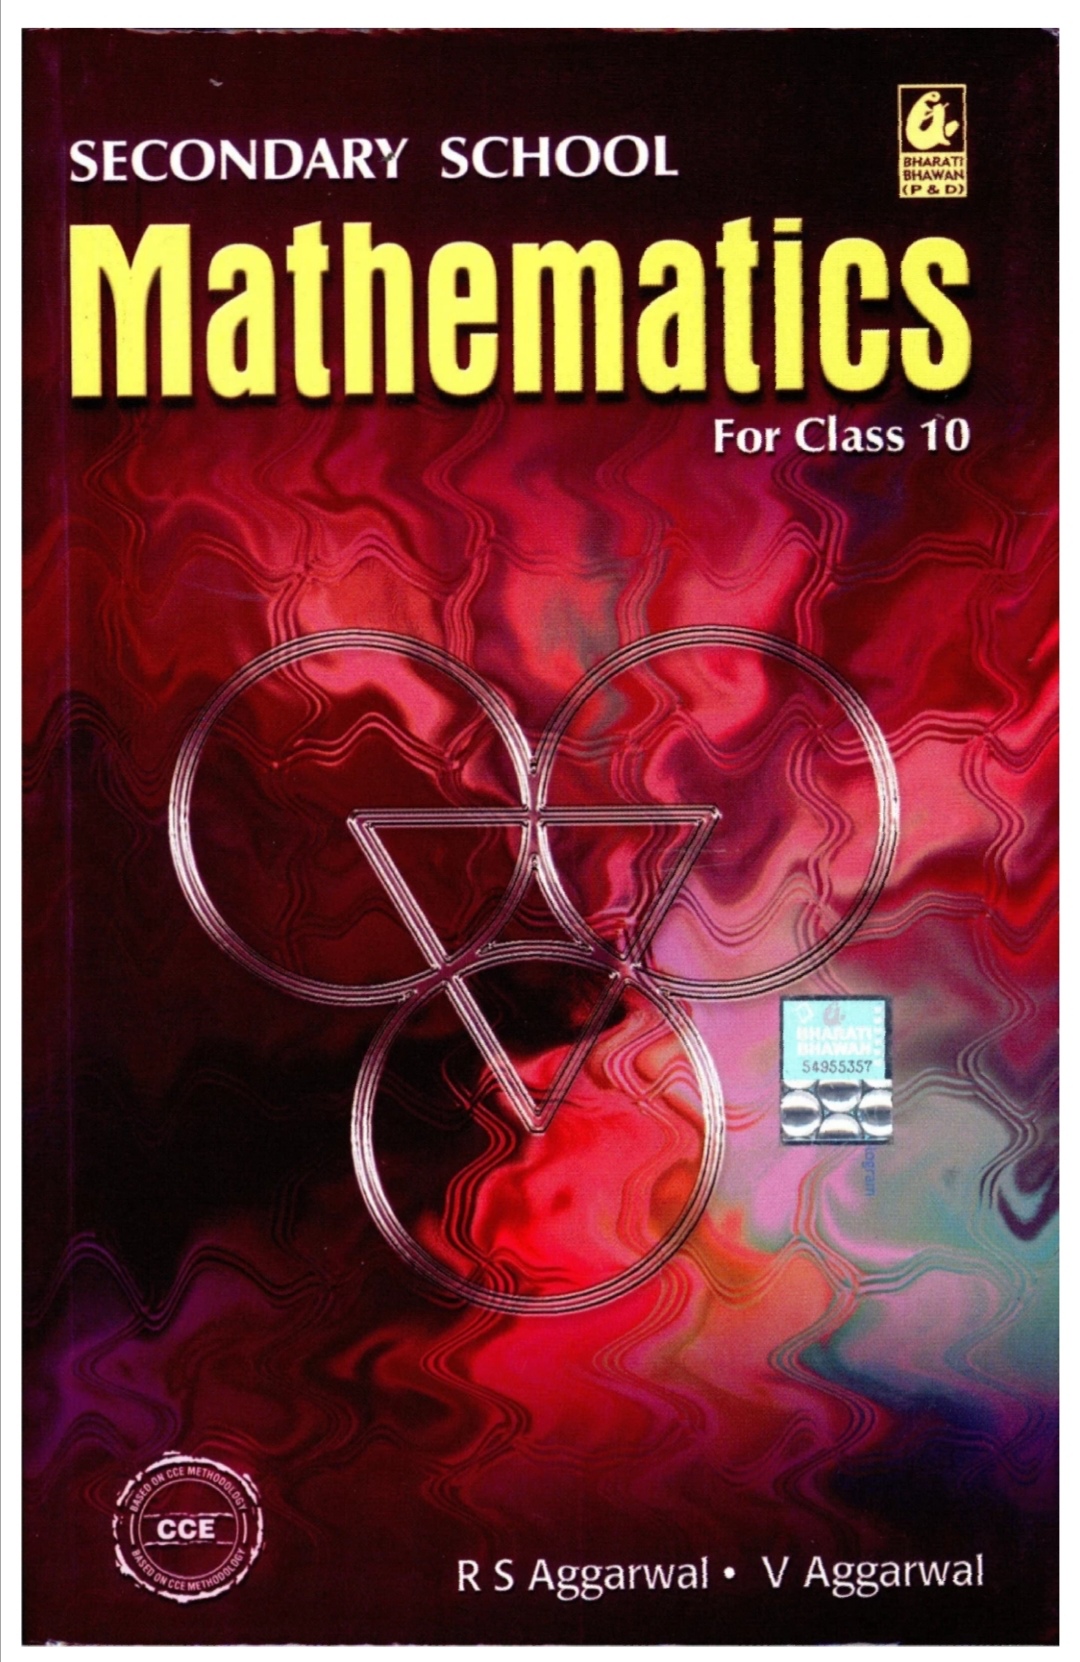 SECONDARY SCHOOL
BHARATI
BHAWAN
(P & D)
Mathematics
For Class 10
BHARATI
BHAWAN
54955357
BASED ON CCE METHODOLOGY
CCE
BASED ON CCE METHODOLOGY
R S Aggarwal • V Aggarwal